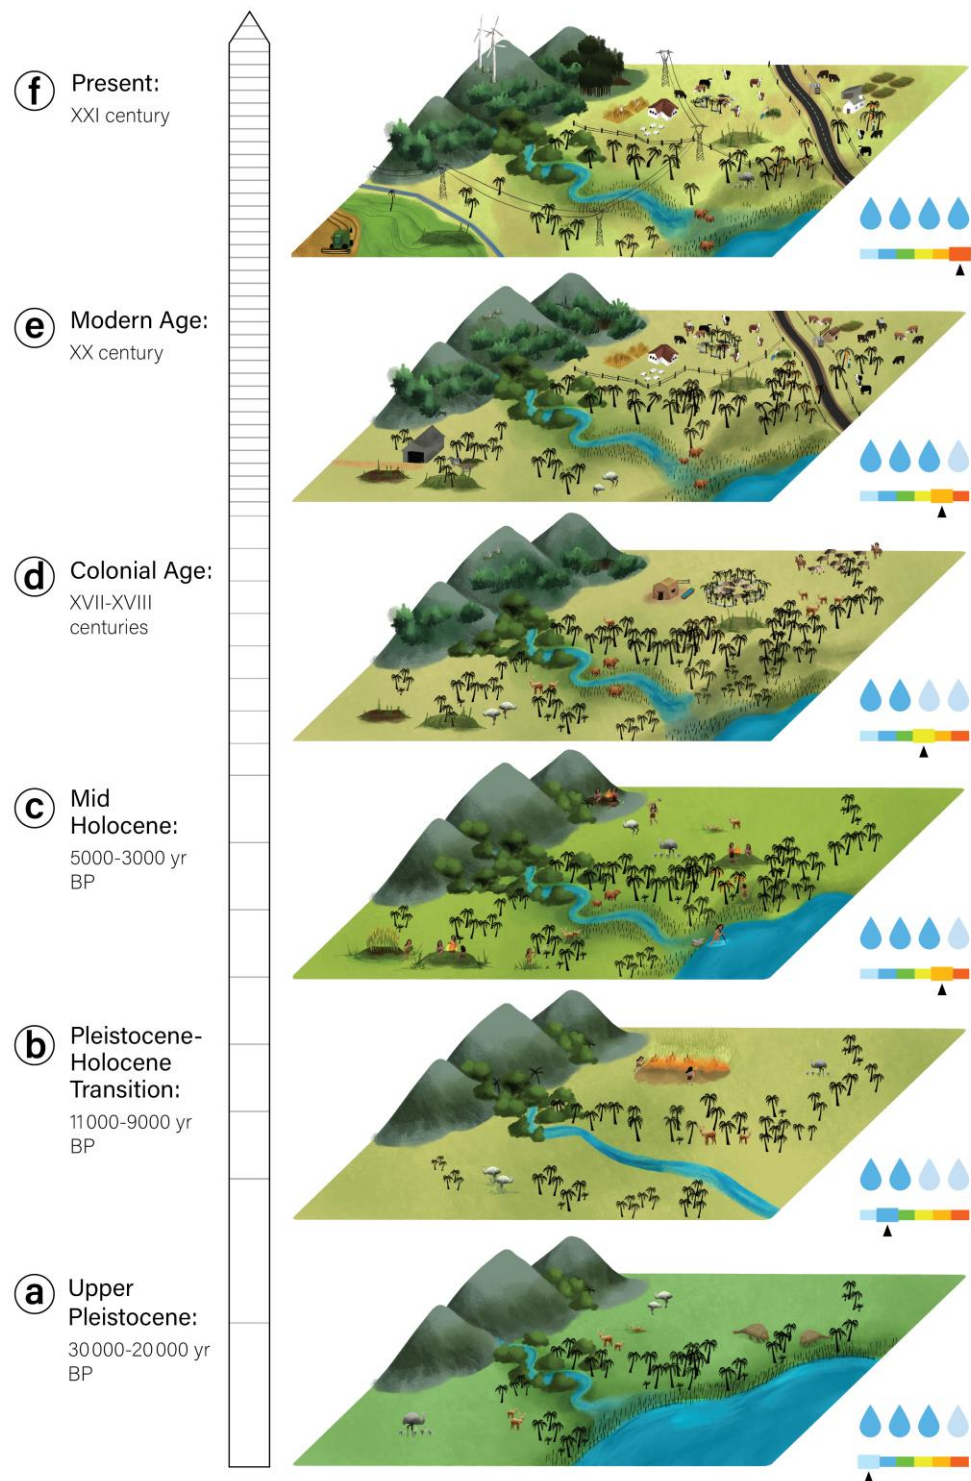 f
Present:
XXI century
e
Modern Age:
XX century
d
Colonial Age:
XVII-XVIII
centuries
c
Mid
Holocene:
5000-3000 yr
BP
b
Pleistocene-
Holocene
Transition:
11000-9000 yr
BP
a
Upper
Pleistocene:
30000-20000 yr
BP